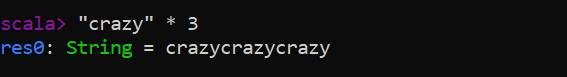 scala> "crazy" * 3
res0: String = crazycrazycrazy